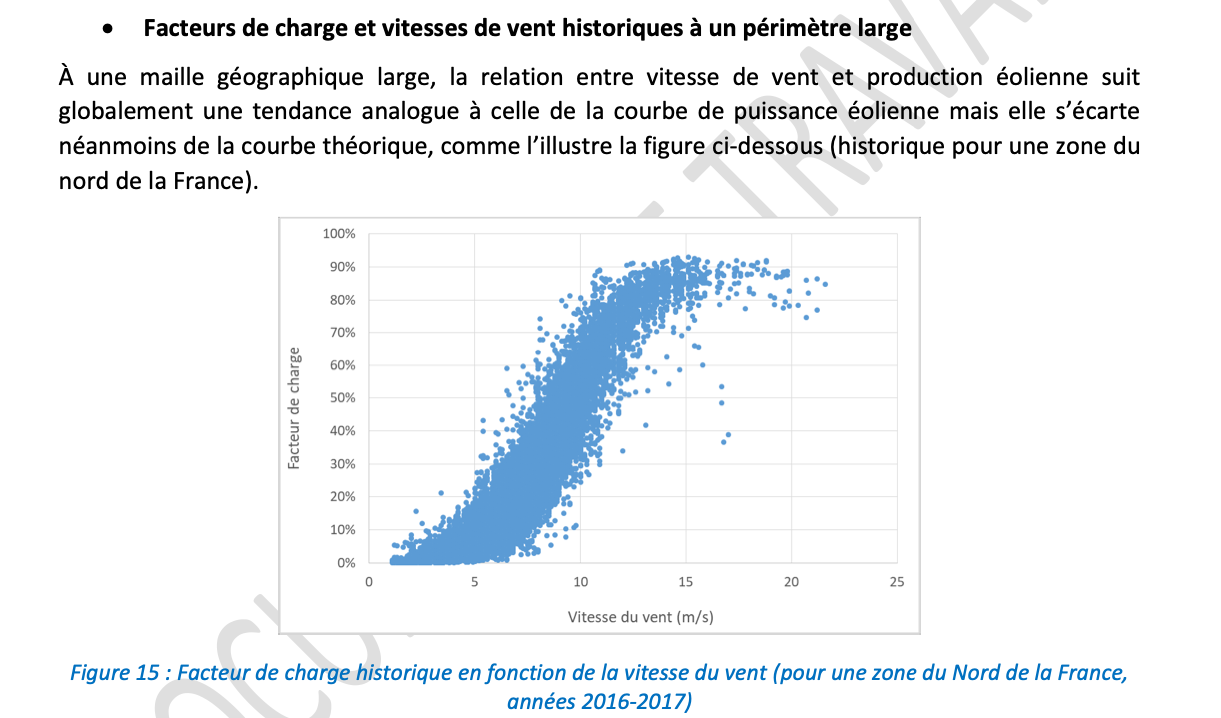 • Facteurs de charge et vitesses de vent historiques à un périmètre large
À une maille géographique large, la relation entre vitesse de vent et production éolienne suit
globalement une tendance analogue à celle de la courbe de puissance éolienne mais elle s’écarte
néanmoins de la courbe théorique, comme l’illustre la figure ci-dessous (historique pour une zone du
nord de la France).
100%
90%
80%
70%
60%
50%
40%
30%
20%
10%
0%
Facteur de charge
0 5 10 15 20 25
Vitesse du vent (m/s)
Figure 15 : Facteur de charge historique en fonction de la vitesse du vent (pour une zone du Nord de la France,
années 2016-2017)